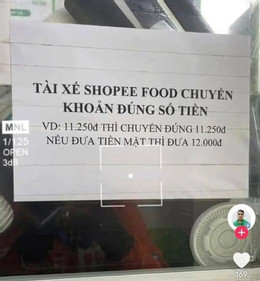 TÀI XẾ SHOPEE FOOD CHUYỂN
KHOẢN ĐÚNG SỐ TIỀN
VD: 11.250đ THÌ CHUYỂN ĐÚNG 11.250đ
NẾU ĐƯA TIỀN MẶT THÌ ĐƯA 12.000đ
MNL
1/125
OPEN
3dB
169